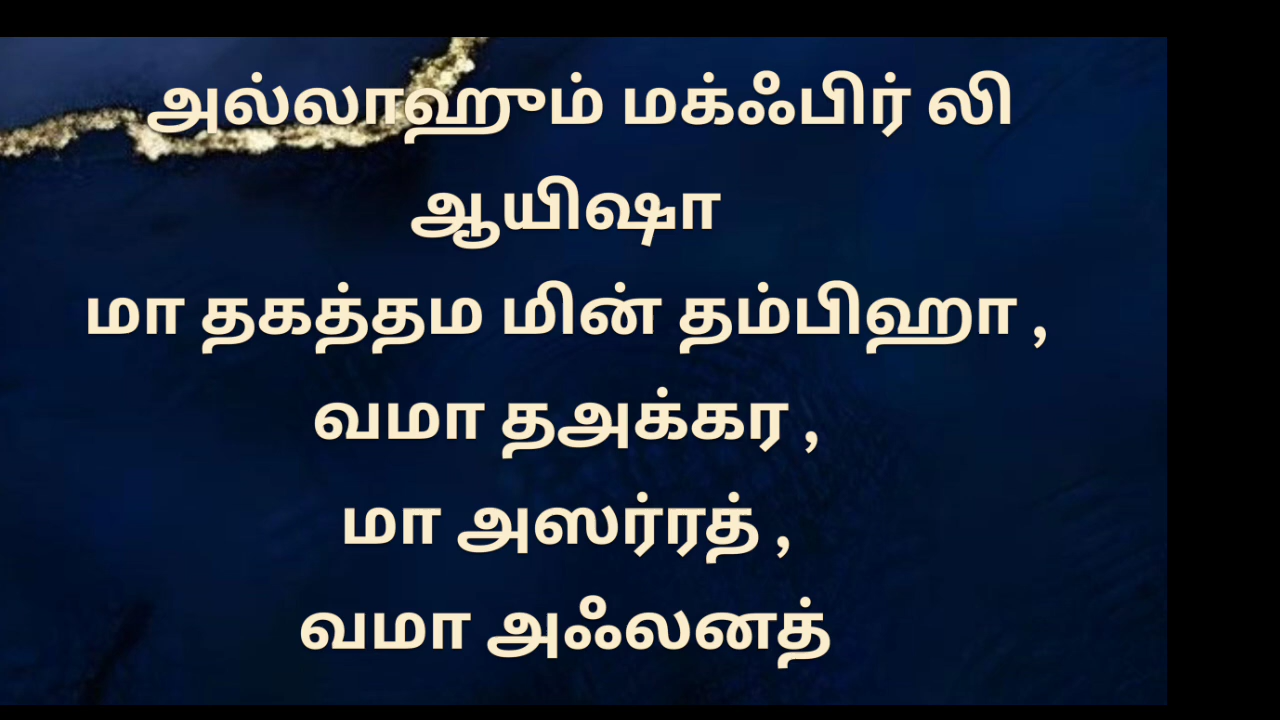 அல்லாஹும் மக்ஃபிர் லி
ஆயிஷா
மா தகத்தம மின் தம்பிஹா ,
வமா தஅக்கர ,
மா அஸர்ரத் ,
வமா அஃலனத்